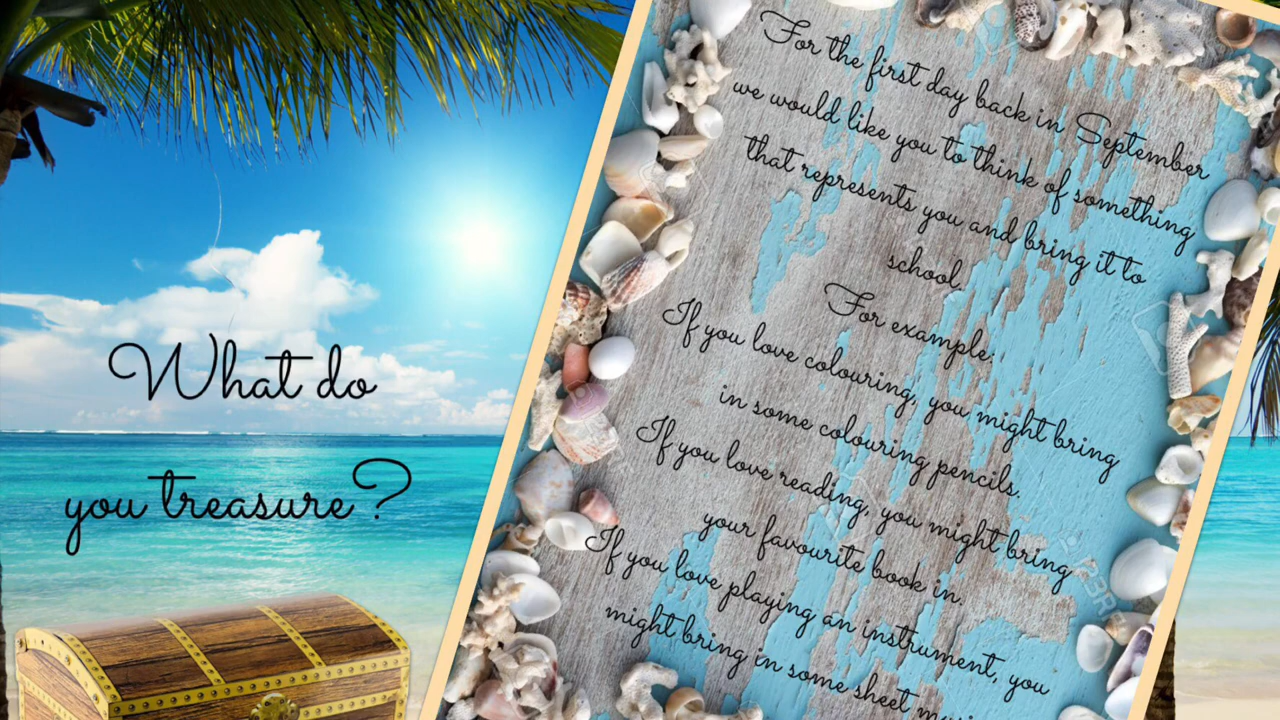 What do
you treasure?
For the first day back in September
we would like you to think of something
that represents you and bring it to
school.
For example:
If you love colouring, you might bring
in some colouring pencils.
If you love reading, you might bring
your favourite book in.
If you love playing an instrument, you
might bring in some sheet